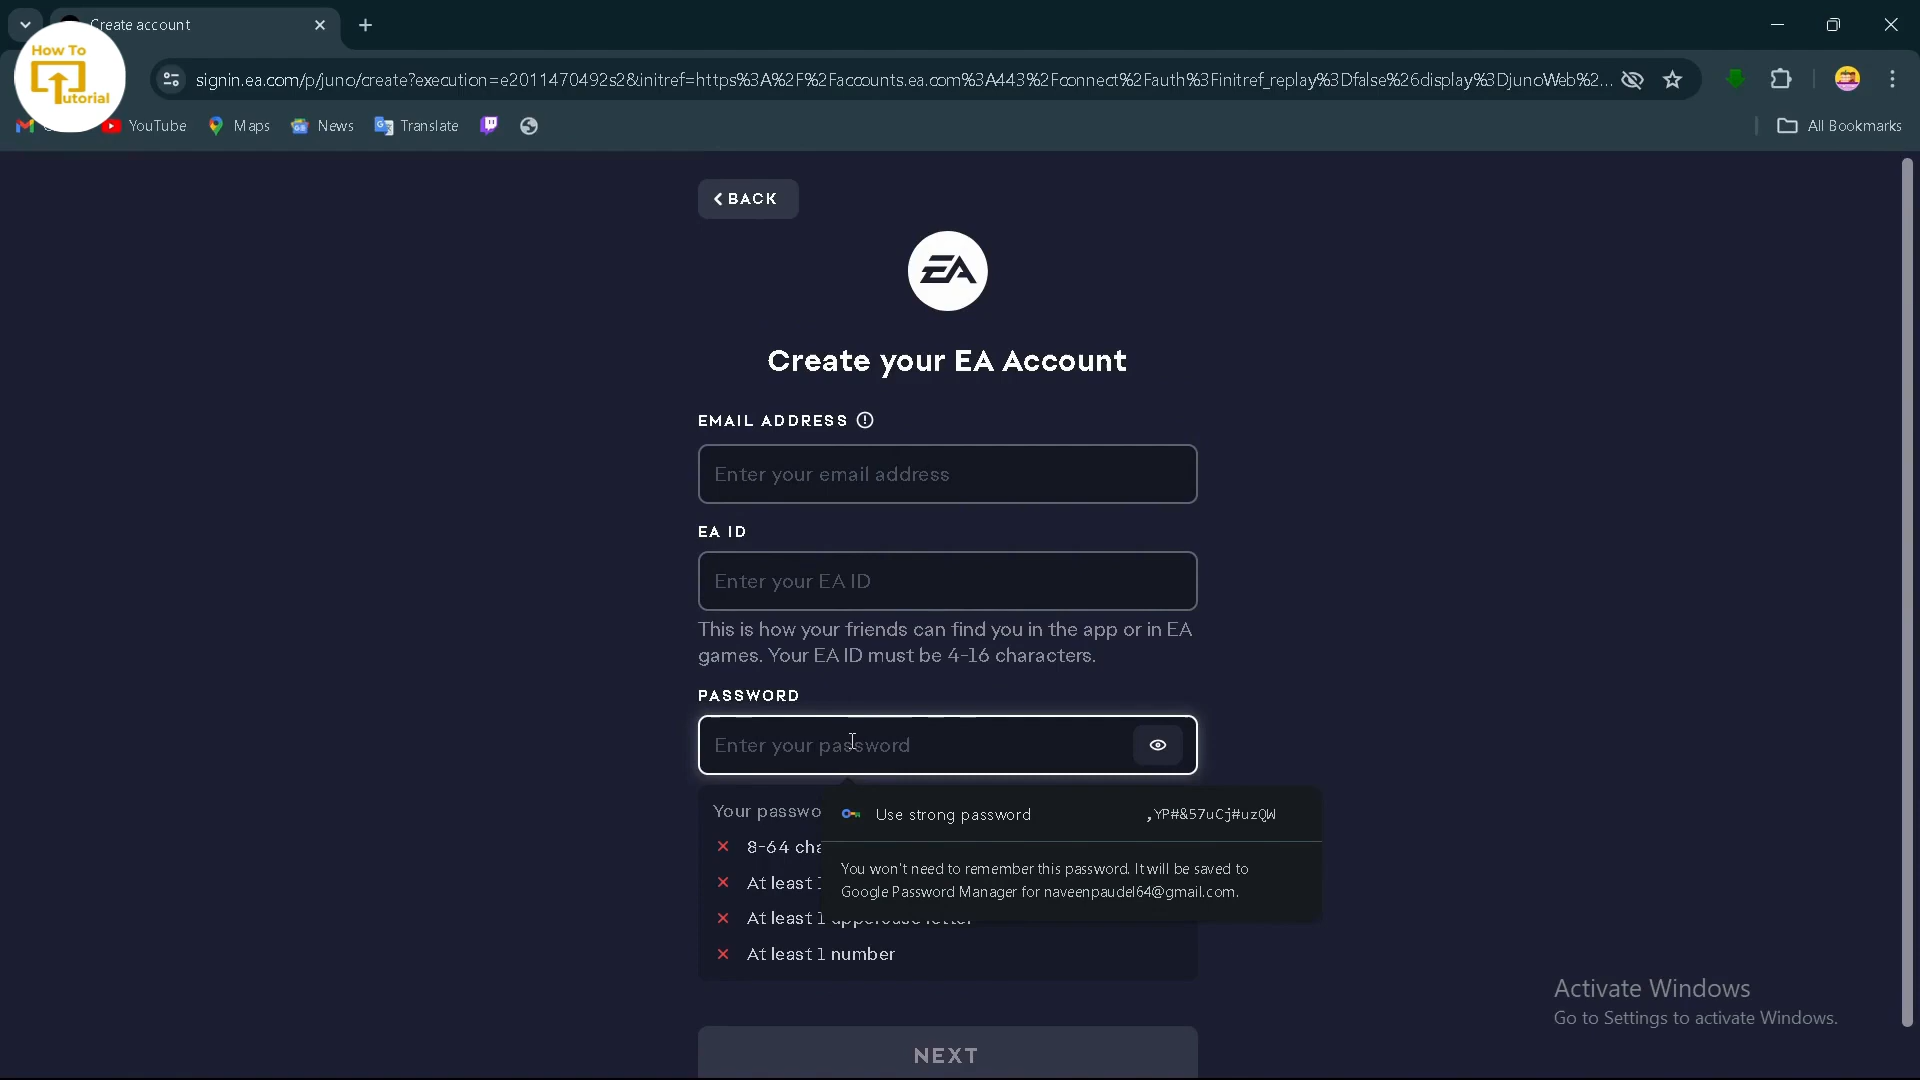 Create account
How To
utorial
signin.ea.com/p/juno/create?execution=e2011470492s2&initref=https%3A%2F%2Faccounts.ea.com%3A443%2Fconnect%2Fauth%3Finitref_replay%3Dfalse%26display%3DjunoWeb%2...
YouTube
Maps
News
Translate
All Bookmarks
BACK
EA
Create your EA Account
EMAIL ADDRESS
Enter your email address
EA ID
Enter your EA ID
This is how your friends can find you in the app or in EA
games. Your EA ID must be 4-16 characters.
PASSWORD
Enter your password
Your passwo
Use strong password ,YP#&57uCj#uzQW
8-64 cha
You won't need to remember this password. It will be saved to
At least 1
Google Password Manager for naveenpaudel64@gmail.com.
At least 1 uppercase letter
At least 1 number
NEXT
Activate Windows
Go to Settings to activate Windows.